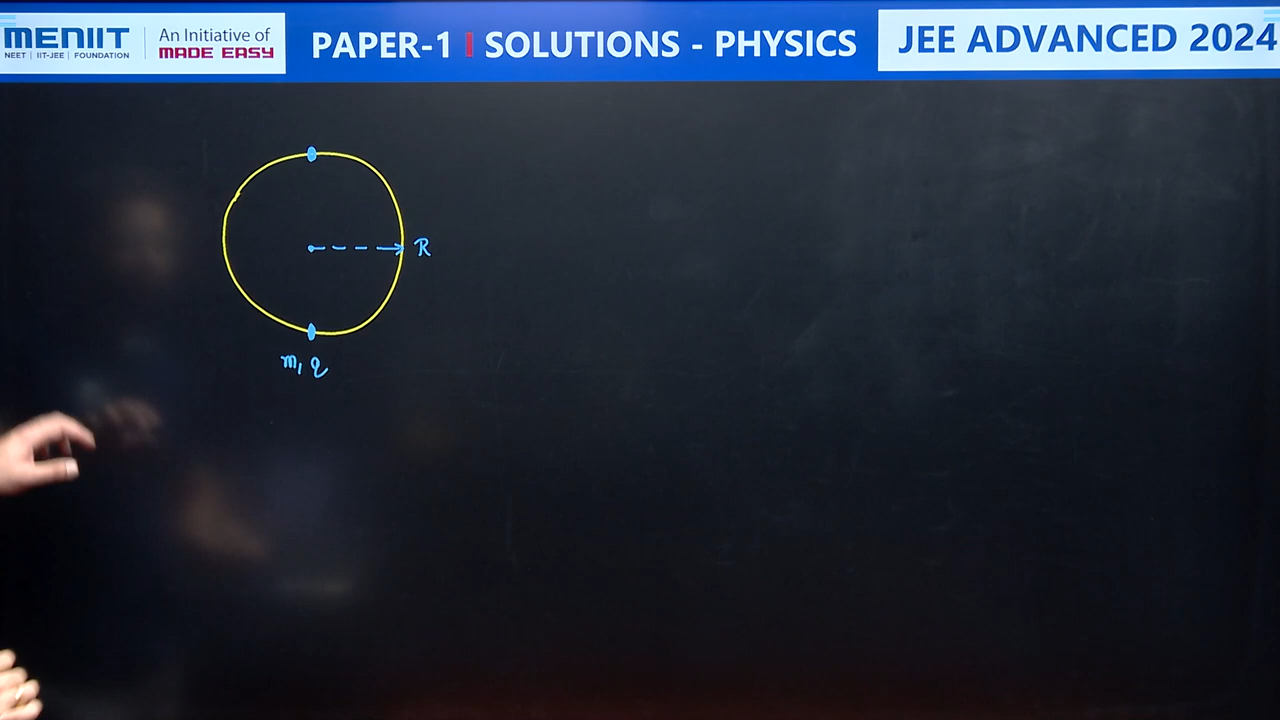 MENIIT
NEET | IIT-JEE | FOUNDATION
An Initiative of
MADE EASY
PAPER-1 | SOLUTIONS - PHYSICS
JEE ADVANCED 2024
R
m, q